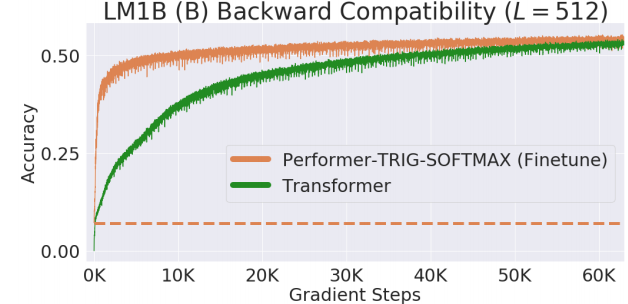 LM1B (B) Backward Compatibility (L = 512)
Accuracy
0.50
0.25
0.00
Performer-TRIG-SOFTMAX (Finetune)
Transformer
0K 10K 20K 30K 40K 50K 60K
Gradient Steps